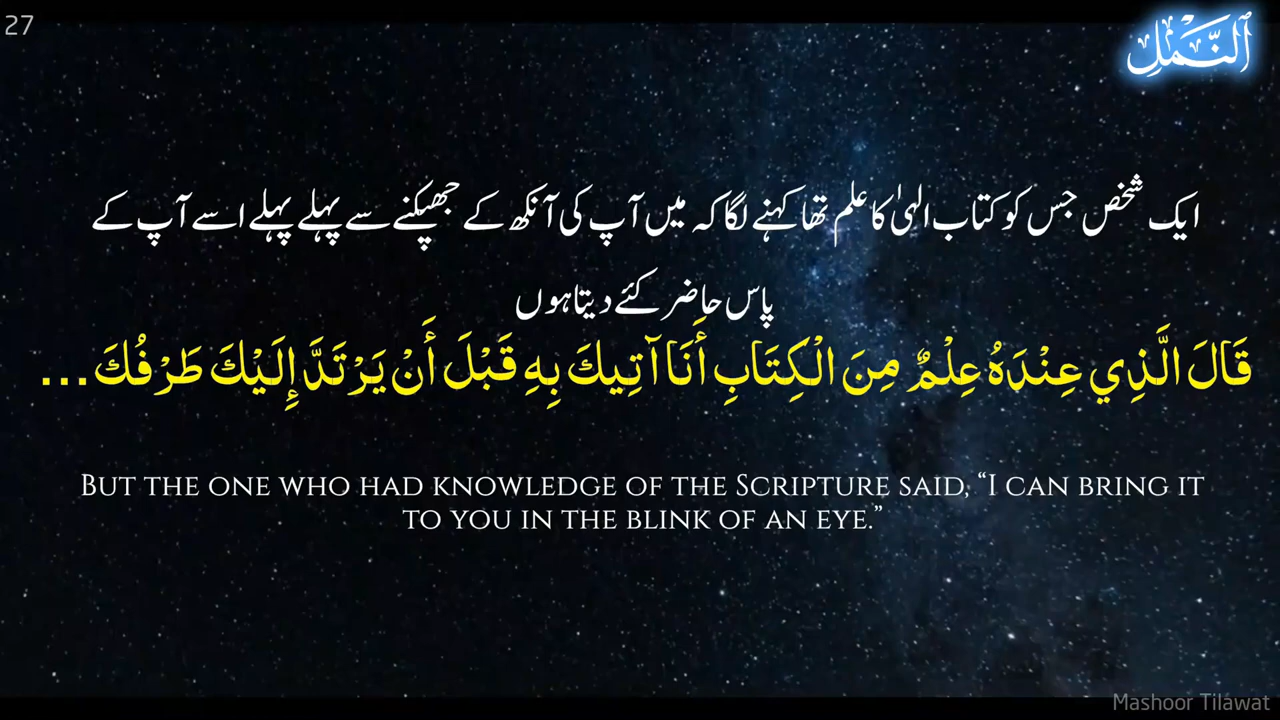 27
ٱلنَّمْل
ایک شخص جس کو کتاب الہیٰ کا علم تھا کہنے لگا کہ میں آپ کی آنکھ کے جھپکنے سے پہلے پہلے اسے آپ کے
پاس حاضر کئے دیتا ہوں
قَالَ الَّذِي عِنْدَهُ عِلْمٌ مِنَ الْكِتَابِ أَنَا آتِيكَ بِهِ قَبْلَ أَنْ يَرْتَدَّ إِلَيْكَ طَرْفُكَ...
But the one who had knowledge of the Scripture said, “I can bring it
to you in the blink of an eye.”
Mashoor Tilawat